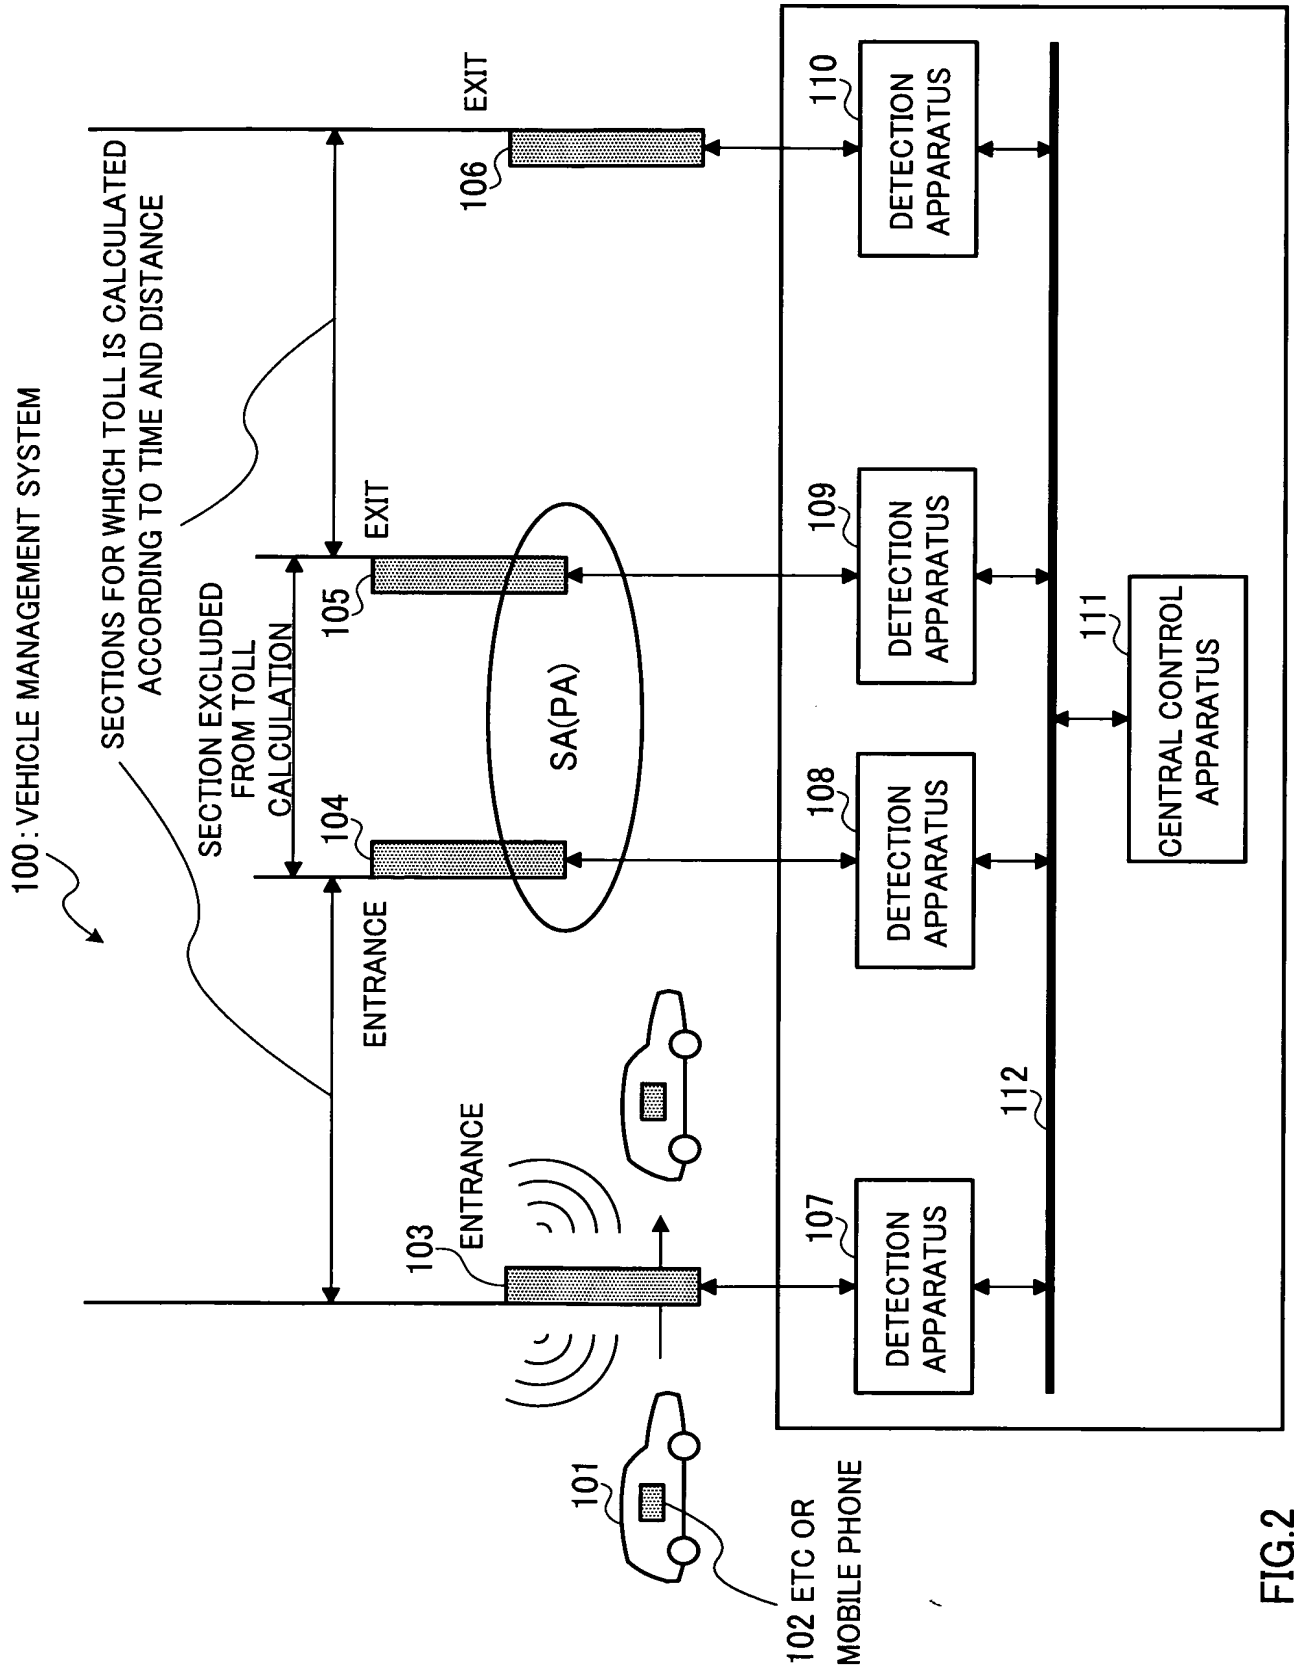 100 : VEHICLE MANAGEMENT SYSTEM
SECTIONS FOR WHICH TOLL IS CALCULATED
ACCORDING TO TIME AND DISTANCE
SECTION EXCLUDED
FROM TOLL
CALCULATION
ENTRANCE
104
105
EXIT
ENTRANCE
103
106
EXIT
SA(PA)
101
102 ETC OR
MOBILE PHONE
107
DETECTION
APPARATUS
108
DETECTION
APPARATUS
109
DETECTION
APPARATUS
110
DETECTION
APPARATUS
112
111
CENTRAL CONTROL
APPARATUS
FIG.2